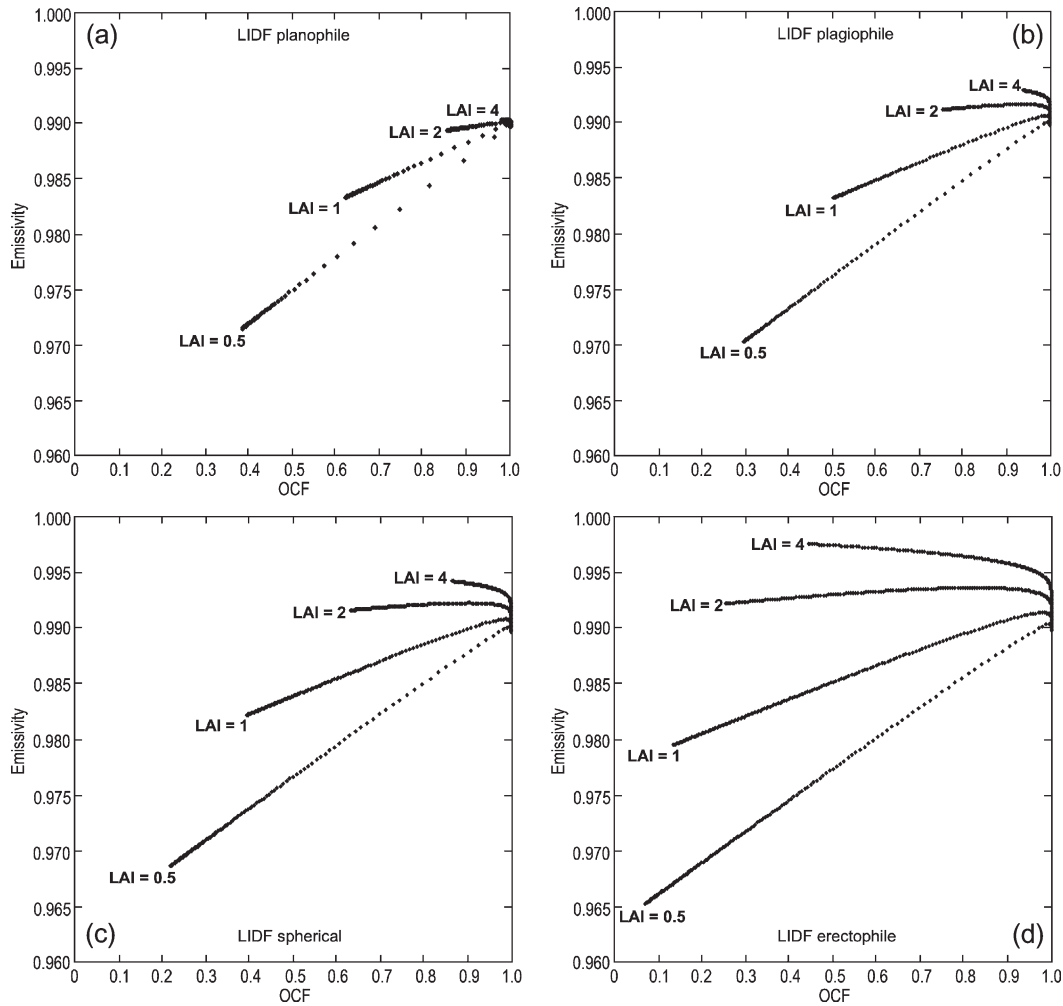 (a)
LIDF planophile
1.000
0.995
0.990
0.985
0.980
0.975
0.970
0.965
0.960
Emissivity
LAI = 4
LAI = 2
LAI = 1
LAI = 0.5
0 0.1 0.2 0.3 0.4 0.5 0.6 0.7 0.8 0.9 1.0
OCF
LIDF plagiophile
(b)
1.000
0.995
0.990
0.985
0.980
0.975
0.970
0.965
0.960
Emissivity
LAI = 4
LAI = 2
LAI = 1
LAI = 0.5
0 0.1 0.2 0.3 0.4 0.5 0.6 0.7 0.8 0.9 1.0
OCF
1.000
0.995
0.990
0.985
0.980
0.975
0.970
0.965
0.960
Emissivity
LAI = 4
LAI = 2
LAI = 1
LAI = 0.5
(c)
LIDF spherical
0 0.1 0.2 0.3 0.4 0.5 0.6 0.7 0.8 0.9 1.0
OCF
1.000
0.995
0.990
0.985
0.980
0.975
0.970
0.965
0.960
Emissivity
LAI = 4
LAI = 2
LAI = 1
LAI = 0.5
LIDF erectophile
(d)
0 0.1 0.2 0.3 0.4 0.5 0.6 0.7 0.8 0.9 1.0
OCF